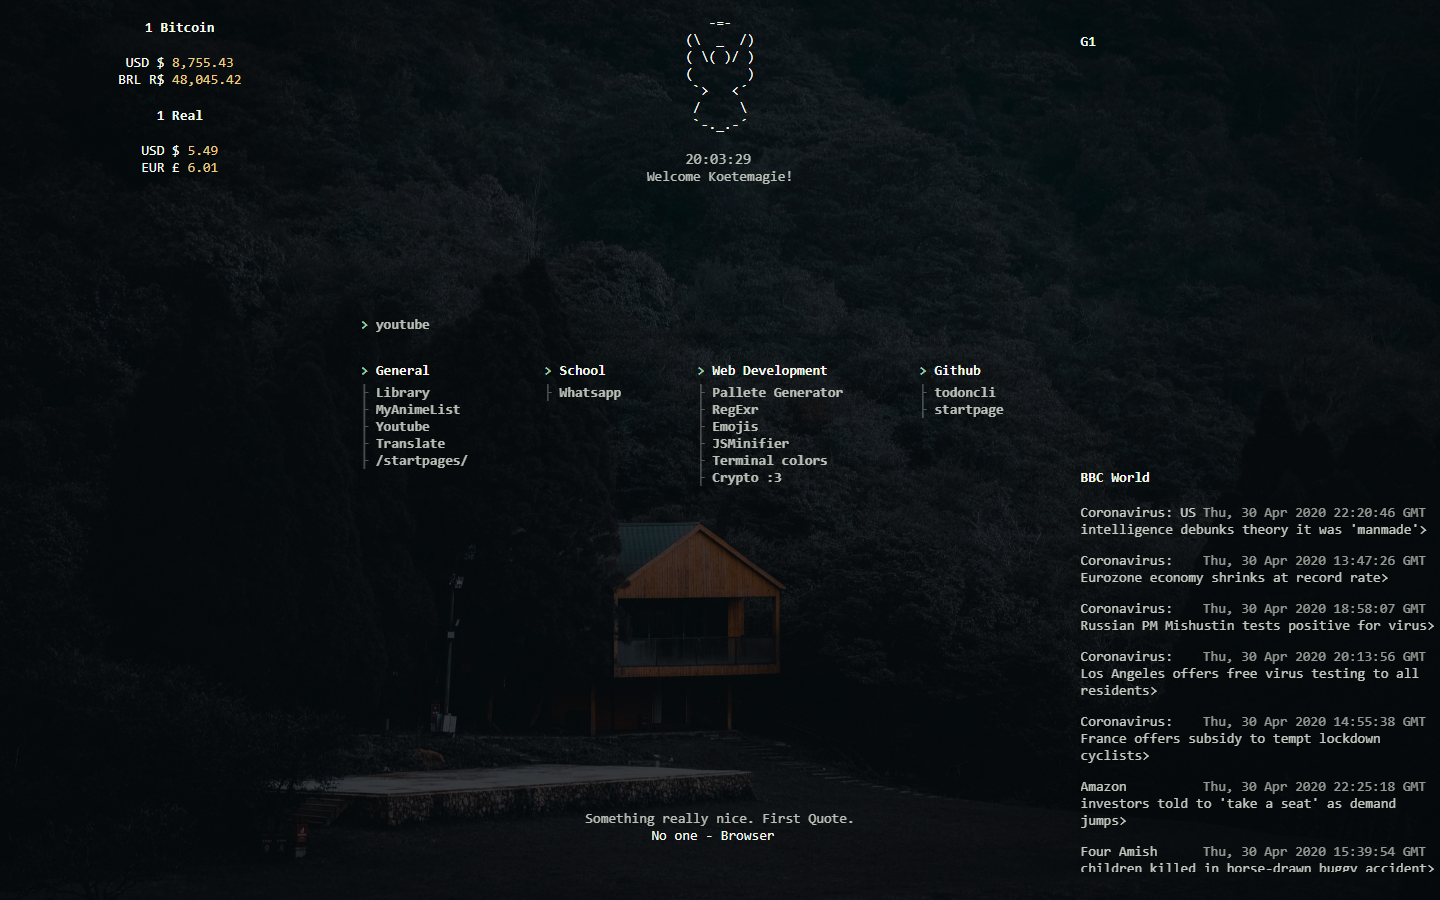 1 Bitcoin
USD $ 8,755.43
BRL R$ 48,045.42
1 Real
USD $ 5.49
EUR £ 6.01
-=-
(\  _  /)
( \( )/ )
(       )
`>   <´
/     \
`-._.-´
20:03:29
Welcome Koetemagie!
G1
> youtube
> General
Library
MyAnimeList
Youtube
Translate
/startpages/
> School
Whatsapp
> Web Development
Pallete Generator
RegExr
Emojis
JSMinifier
Terminal colors
Crypto :3
> Github
todoncli
startpage
BBC World
Coronavirus: US Thu, 30 Apr 2020 22:20:46 GMT
intelligence debunks theory it was 'manmade'>
Coronavirus: Thu, 30 Apr 2020 13:47:26 GMT
Eurozone economy shrinks at record rate>
Coronavirus: Thu, 30 Apr 2020 18:58:07 GMT
Russian PM Mishustin tests positive for virus>
Coronavirus: Thu, 30 Apr 2020 20:13:56 GMT
Los Angeles offers free virus testing to all
residents>
Coronavirus: Thu, 30 Apr 2020 14:55:38 GMT
France offers subsidy to tempt lockdown
cyclists>
Amazon Thu, 30 Apr 2020 22:25:18 GMT
investors told to 'take a seat' as demand
jumps>
Four Amish Thu, 30 Apr 2020 15:39:54 GMT
children killed in horse-drawn buggy accident>
Something really nice. First Quote.
No one - Browser